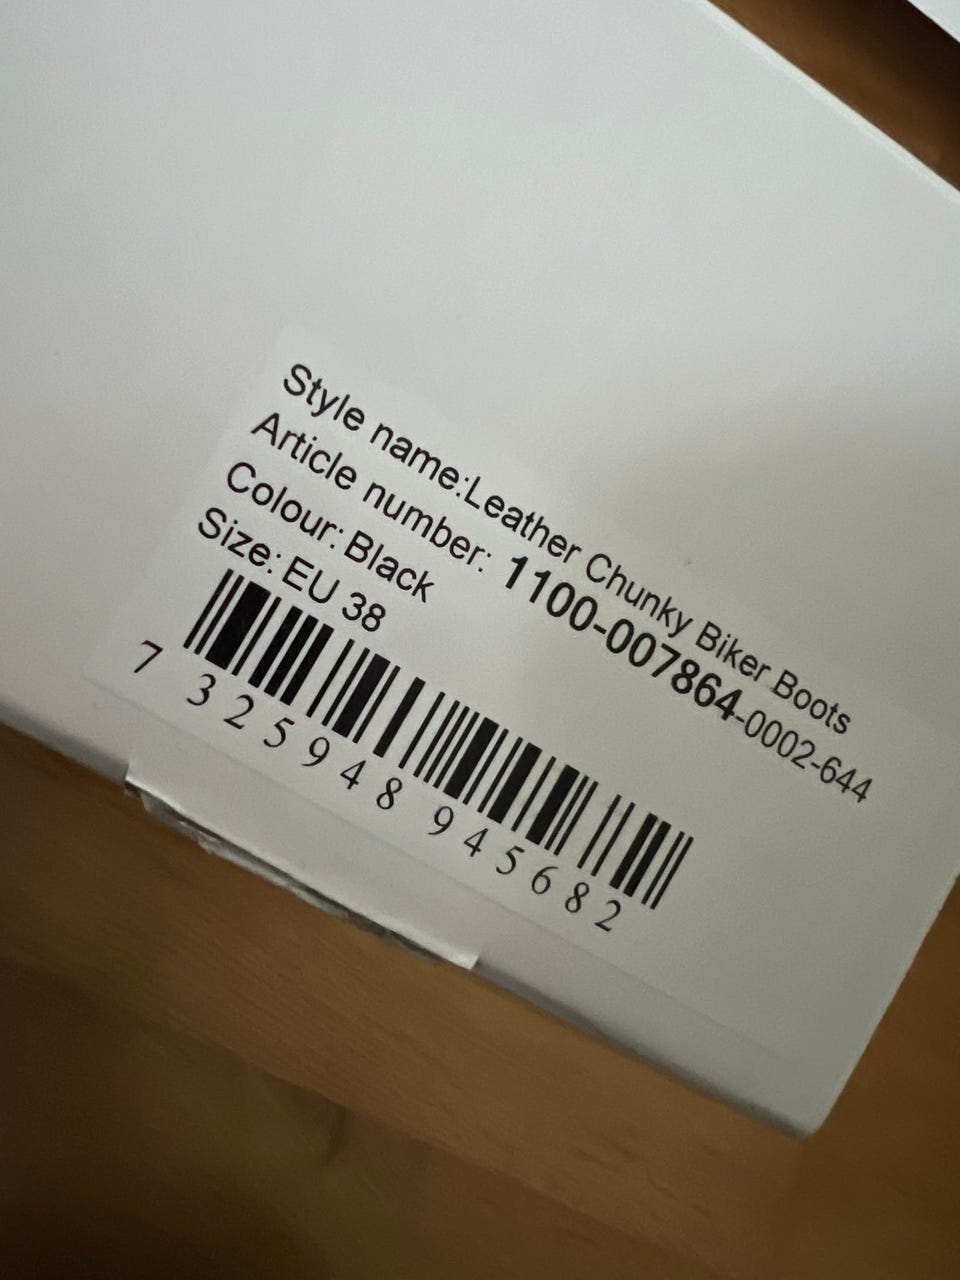 Style name:Leather Chunky Biker Boots
Article number: 1100-007864-0002-644
Colour: Black
Size: EU 38
7 325948 945682